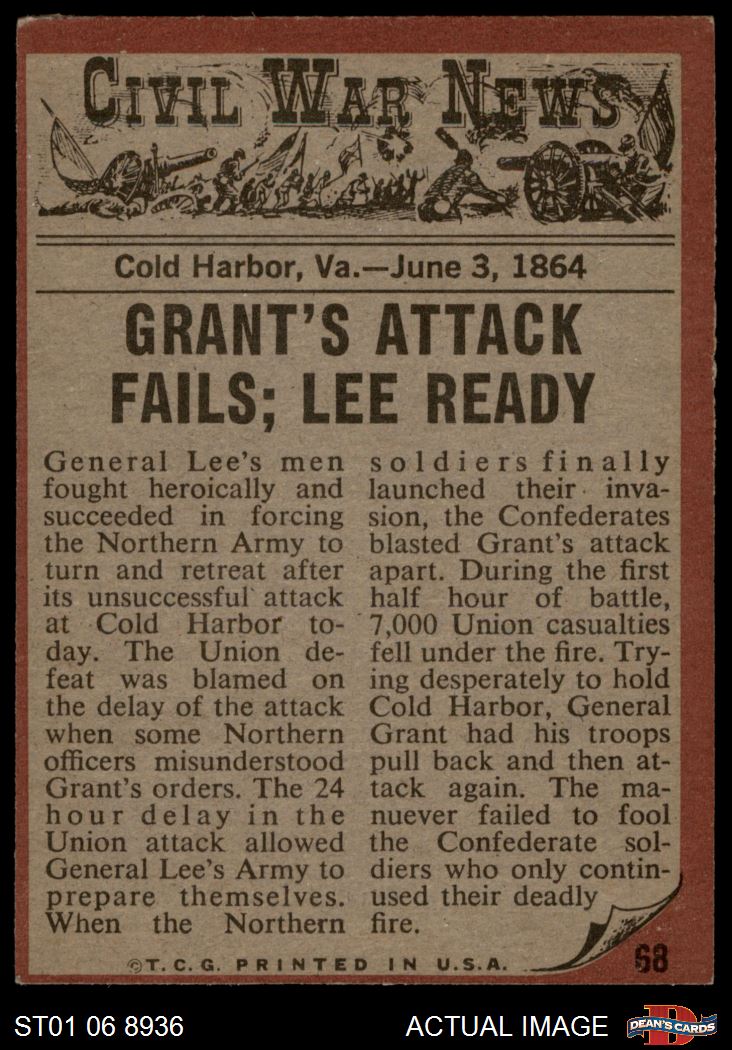 CIVIL WAR NEWS
Cold Harbor, Va.—June 3, 1864
GRANT'S ATTACK
FAILS; LEE READY
General Lee's men
fought heroically and
succeeded in forcing
the Northern Army to
turn and retreat after
its unsuccessful attack
at Cold Harbor to-
day. The Union de-
feat was blamed on
the delay of the attack
when some Northern
officers misunderstood
Grant's orders. The 24
hour delay in the
Union attack allowed
General Lee's Army to
prepare themselves.
When the Northern
soldiers finally
launched their inva-
sion, the Confederates
blasted Grant's attack
apart. During the first
half hour of battle,
7,000 Union casualties
fell under the fire. Try-
ing desperately to hold
Cold Harbor, General
Grant had his troops
pull back and then at-
tack again. The ma-
nuever failed to fool
the Confederate sol-
diers who only contin-
used their deadly
fire.
©T.C.G. PRINTED IN U.S.A.
68
ST01 06 8936
ACTUAL IMAGE
D
DEAN'S CARDS